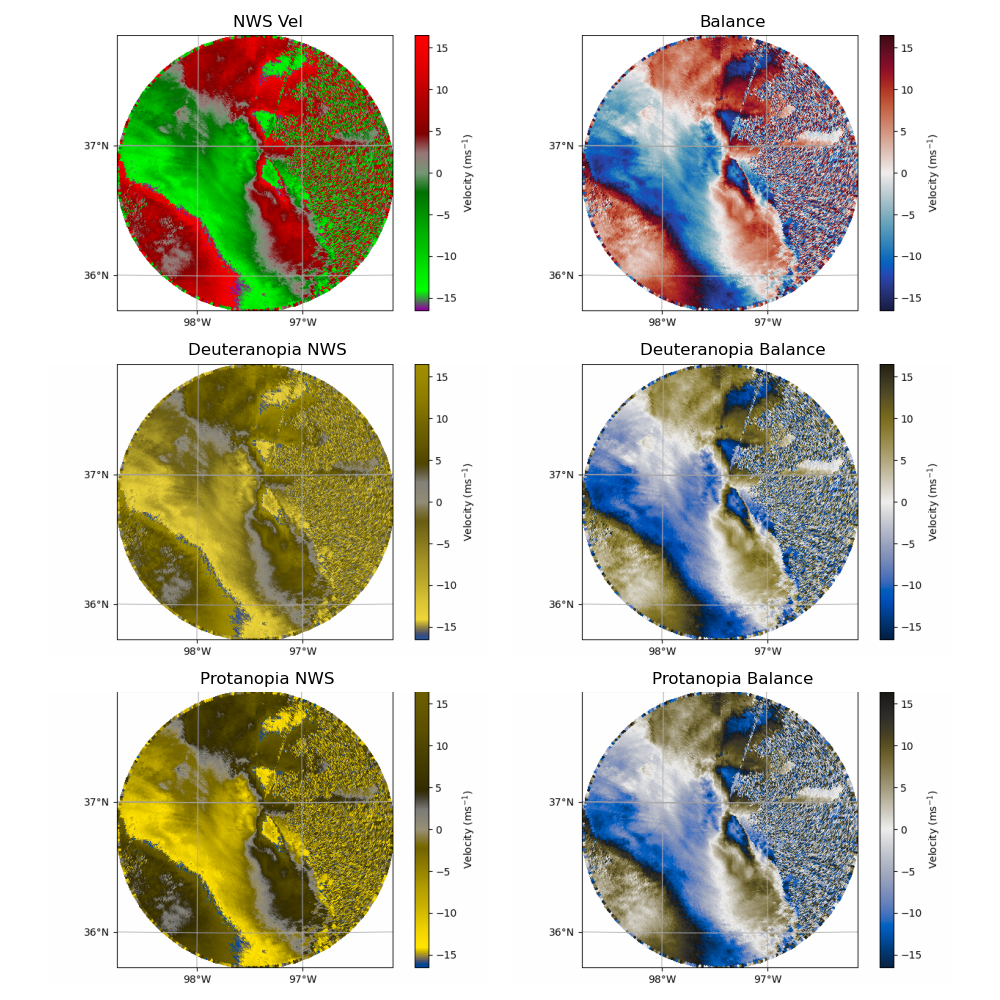 NWS Vel
15
10
5
0
−5
−10
−15
Velocity (ms⁻¹)
37°N
36°N
98°W
97°W
Balance
15
10
5
0
−5
−10
−15
Velocity (ms⁻¹)
37°N
36°N
98°W
97°W
Deuteranopia NWS
15
10
5
0
−5
−10
−15
Velocity (ms⁻¹)
37°N
36°N
98°W
97°W
Deuteranopia Balance
15
10
5
0
−5
−10
−15
Velocity (ms⁻¹)
37°N
36°N
98°W
97°W
Protanopia NWS
15
10
5
0
−5
−10
−15
Velocity (ms⁻¹)
37°N
36°N
98°W
97°W
Protanopia Balance
15
10
5
0
−5
−10
−15
Velocity (ms⁻¹)
37°N
36°N
98°W
97°W